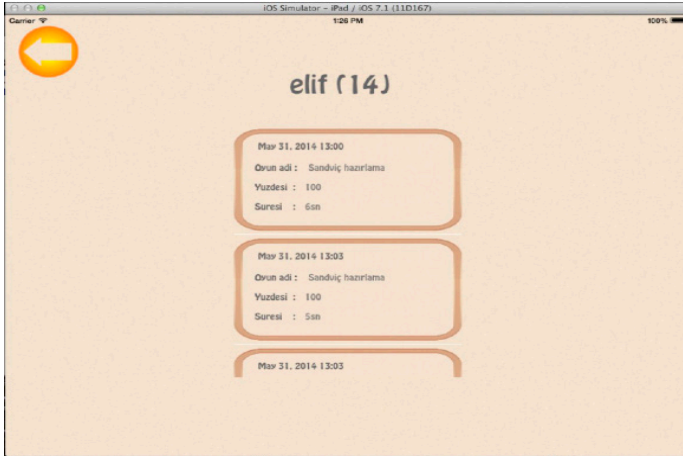 iOS Simulator - iPad / iOS 7.1 (11D167)
Carrier 1:26 PM 100%
elif (14)
May 31, 2014 13:00
Oyun adi : Sandviç hazırlama
Yuzdesi : 100
Suresi : 6sn
May 31, 2014 13:03
Oyun adi : Sandviç hazırlama
Yuzdesi : 100
Suresi : 5sn
May 31, 2014 13:03